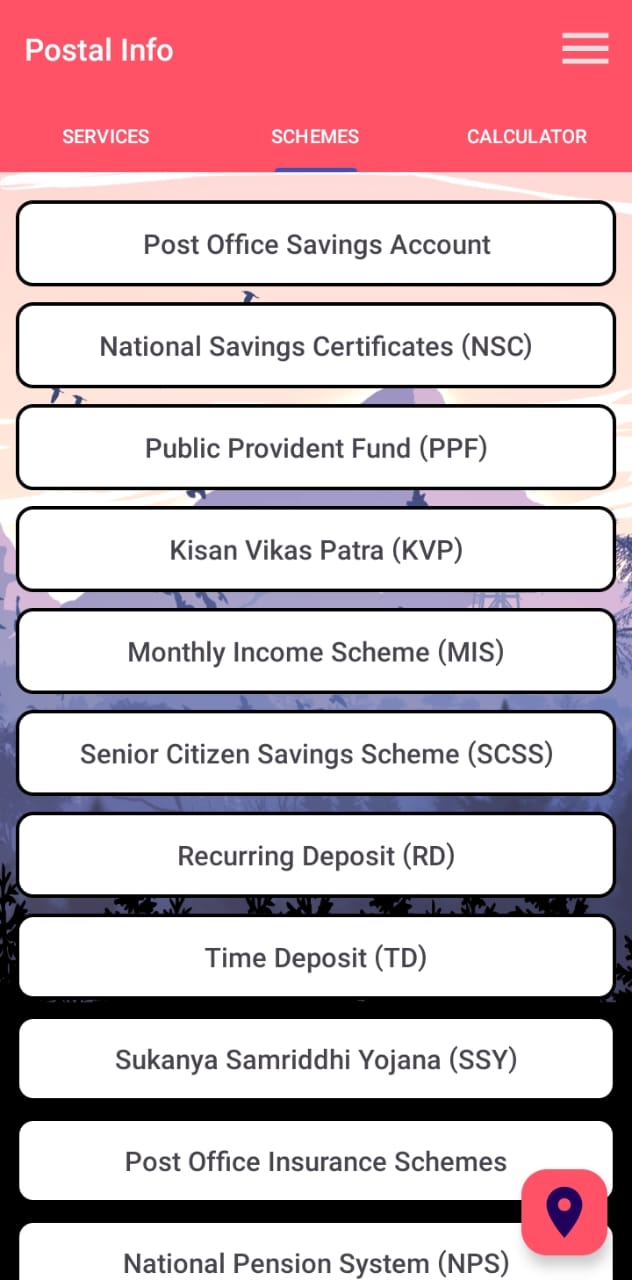 Postal Info
SERVICES
SCHEMES
CALCULATOR
Post Office Savings Account
National Savings Certificates (NSC)
Public Provident Fund (PPF)
Kisan Vikas Patra (KVP)
Monthly Income Scheme (MIS)
Senior Citizen Savings Scheme (SCSS)
Recurring Deposit (RD)
Time Deposit (TD)
Sukanya Samriddhi Yojana (SSY)
Post Office Insurance Schemes
National Pension System (NPS)